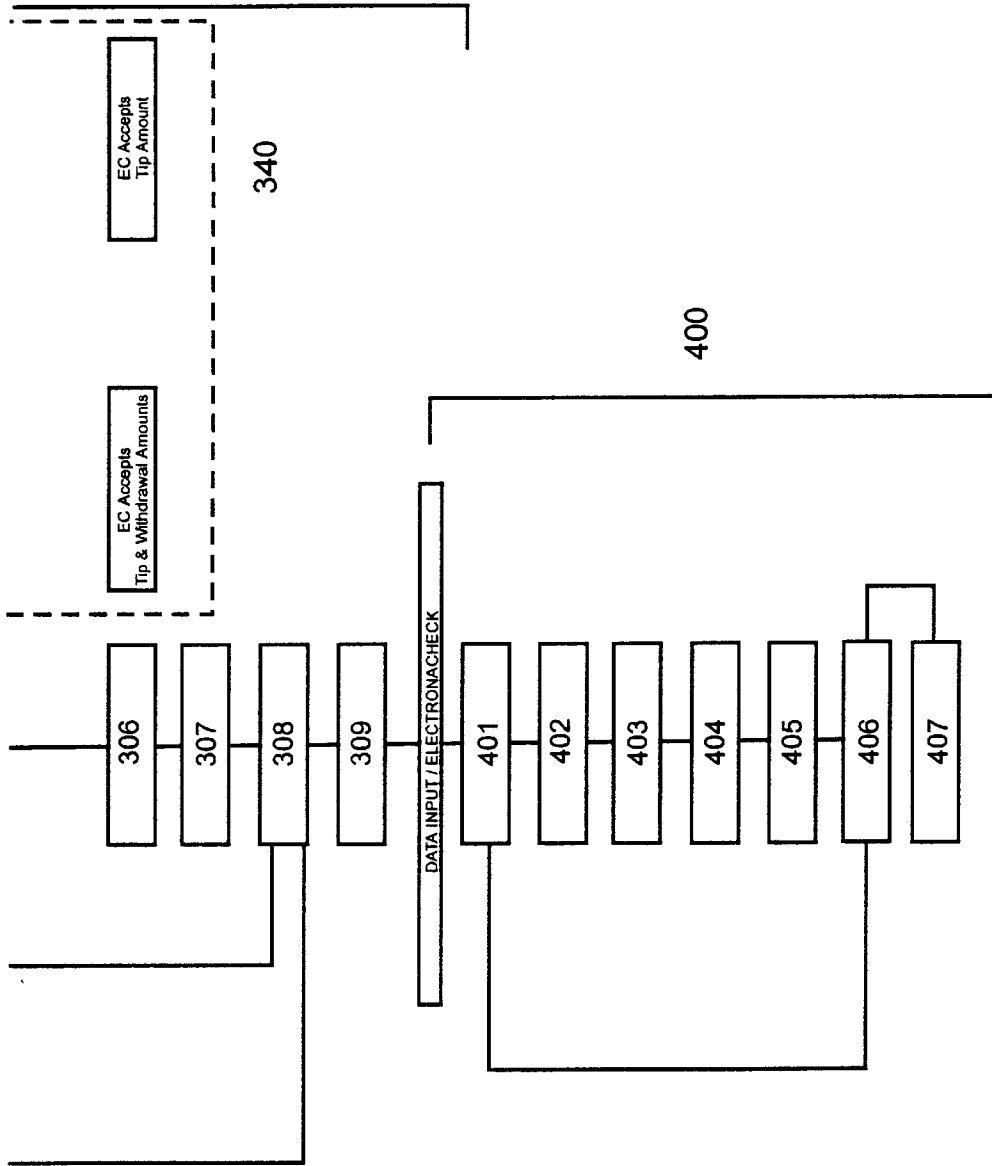 EC Accepts
Tip Amount
340
EC Accepts
Tip & Withdrawal Amounts
400
306
307
308
309
DATA INPUT / ELECTRONACHECK
401
402
403
404
405
406
407